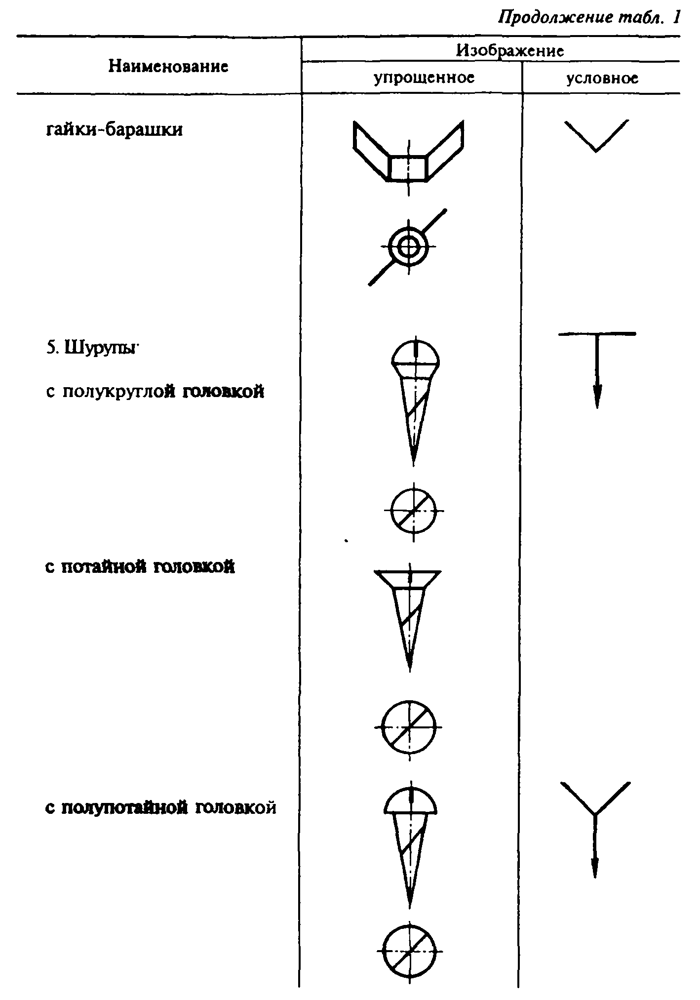 Продолжение табл. 1
Наименование
Изображение
упрощенное
условное
гайки-барашки
5. Шурупы
с полукруглой головкой
с потайной головкой
с полупотайной головкой